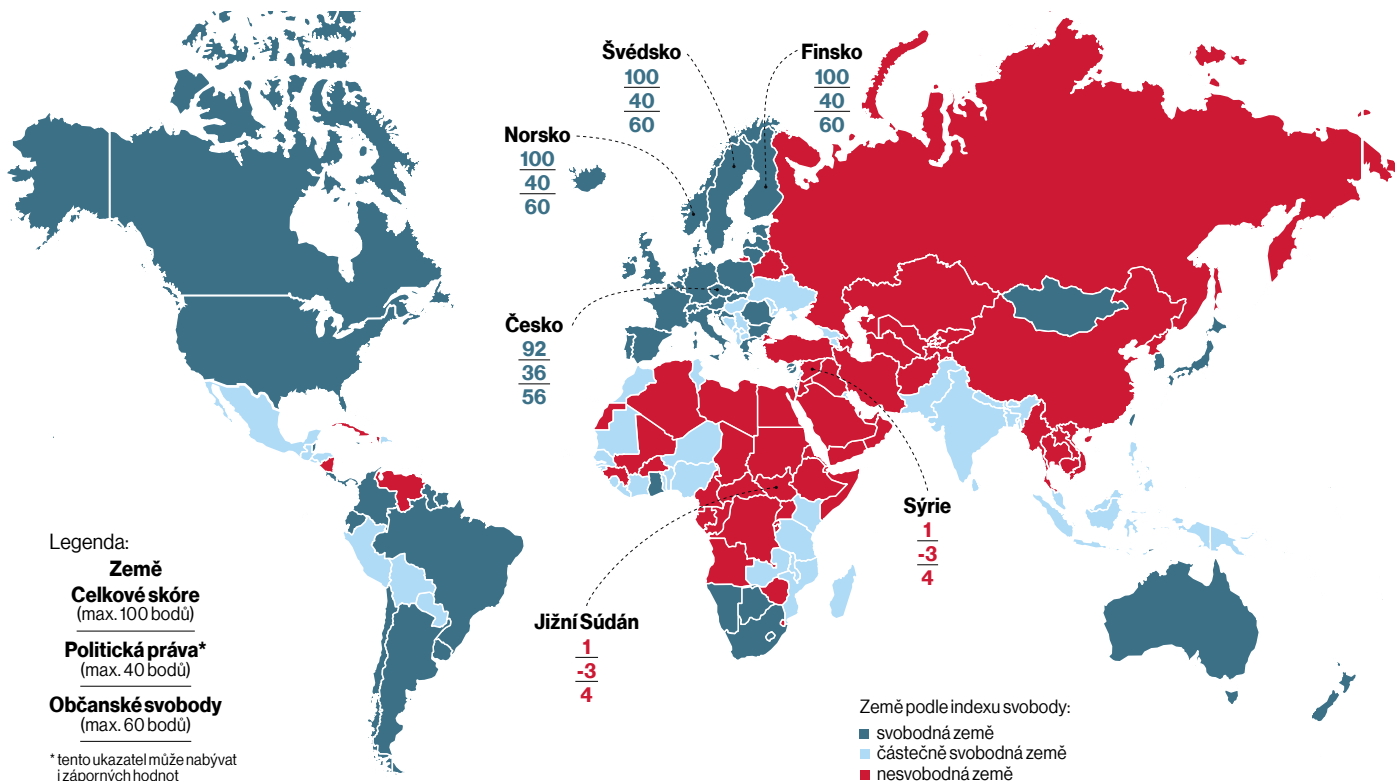 Švédsko
100
40
60
Finsko
100
40
60
Norsko
100
40
60
Česko
92
36
56
Sýrie
1
-3
4
Jižní Súdán
1
-3
4
Legenda:
Země
Celkové skóre
(max. 100 bodů)
Politická práva*
(max. 40 bodů)
Občanské svobody
(max. 60 bodů)
* tento ukazatel může nabývat
i záporných hodnot
Země podle indexu svobody:
svobodná země
částečně svobodná země
nesvobodná země